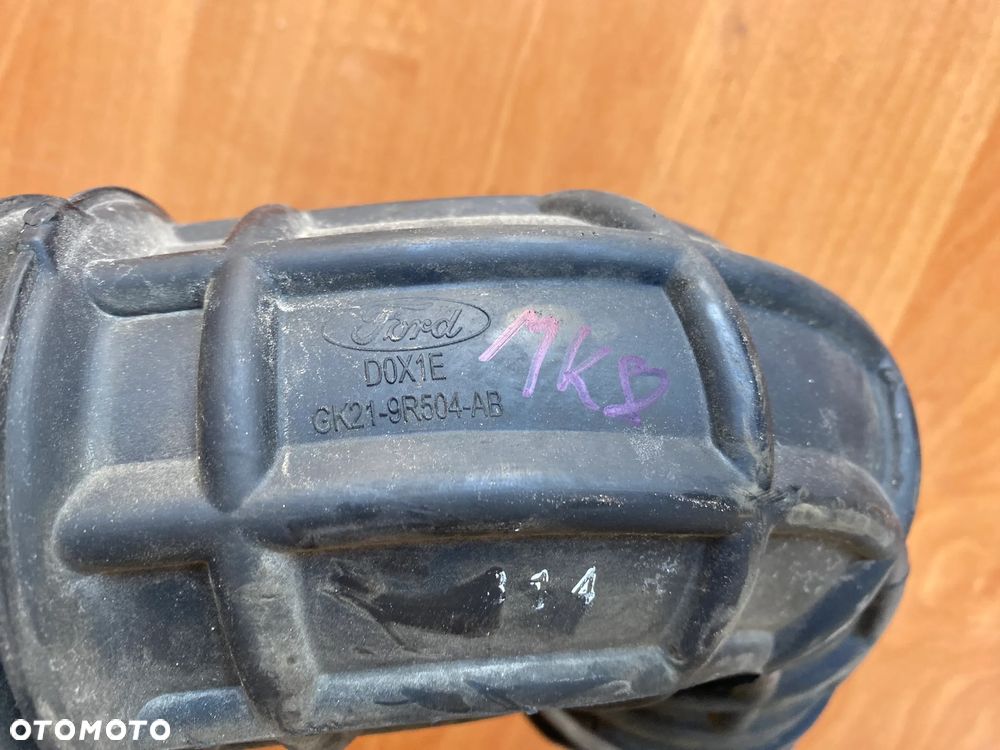 Ford
D0X1E
GK21-9R504-AB
MKB
OTOMOTO